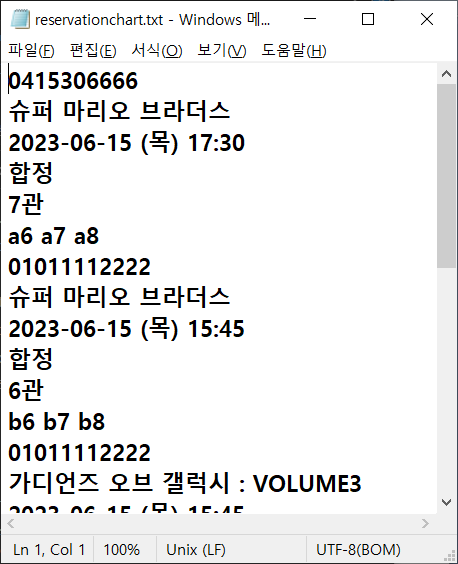 reservationchart.txt - Windows 메...
파일(F) 편집(E) 서식(O) 보기(V) 도움말(H)
0415306666
슈퍼 마리오 브라더스
2023-06-15 (목) 17:30
합정
7관
a6 a7 a8
01011112222
슈퍼 마리오 브라더스
2023-06-15 (목) 15:45
합정
6관
b6 b7 b8
01011112222
가디언즈 오브 갤럭시 : VOLUME3
2023-06-15 (목) 15:45
Ln 1, Col 1 100% Unix (LF) UTF-8(BOM)